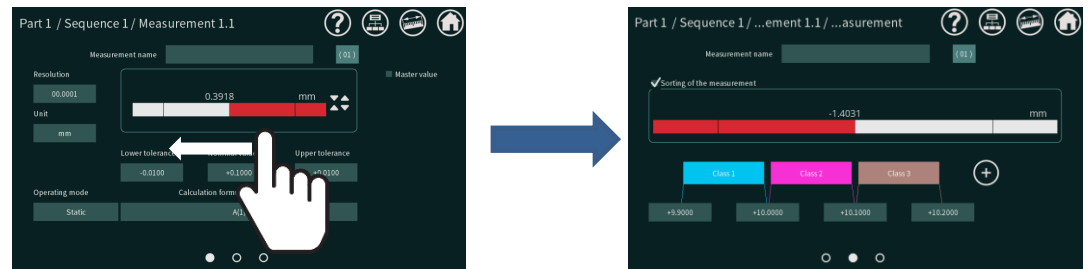 Part 1 / Sequence 1 / Measurement 1.1
?
Measurement name
( 01 )
Resolution
Master value
00.0001
0.3918
mm
Unit
mm
Lower tolerance
Upper tolerance
-0.0100
+0.1000
+0.0100
Operating mode
Static
A(1
Part 1 / Sequence 1 / ...ement 1.1 / ...asurement
?
Measurement name
( 01 )
Sorting of the measurement
-1.4031
mm
Class 1
Class 2
Class 3
+9.9000
+10.0000
+10.1000
+10.2000